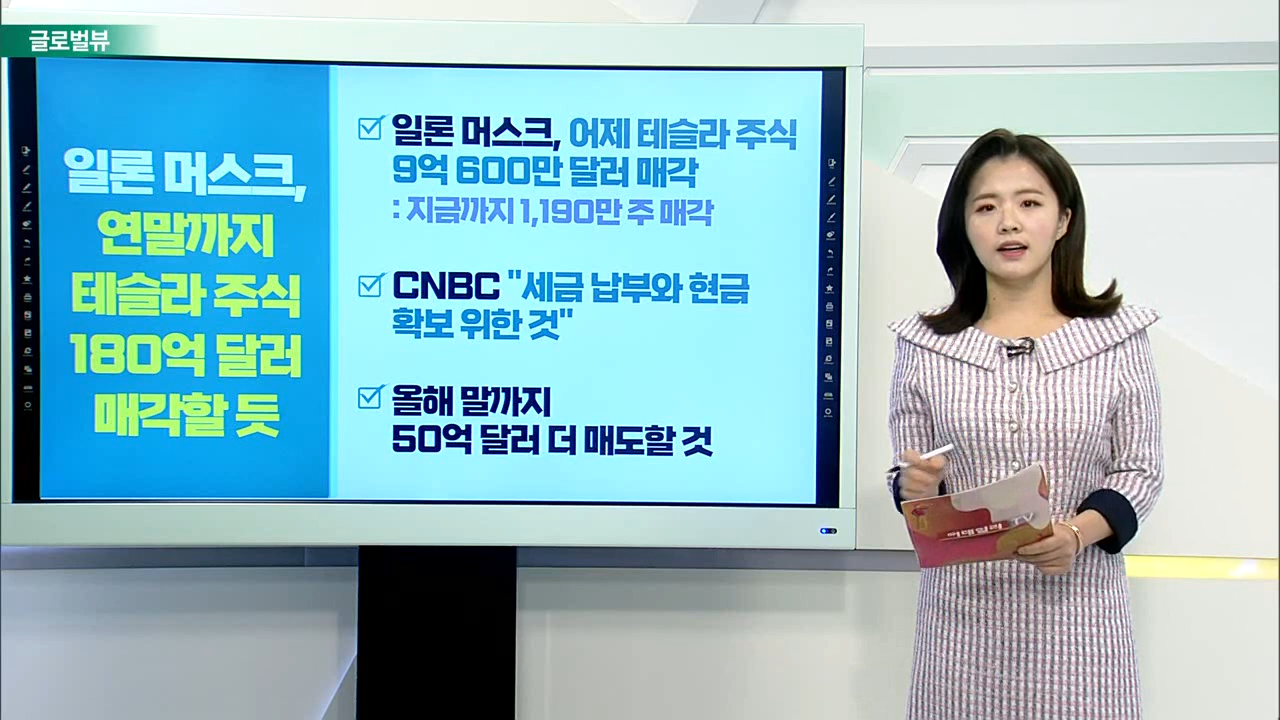 글로벌뷰
일론 머스크,
연말까지
테슬라 주식
180억 달러
매각할 듯
일론 머스크, 어제 테슬라 주식
9억 600만 달러 매각
: 지금까지 1,190만 주 매각
CNBC "세금 납부와 현금
확보 위한 것"
올해 말까지
50억 달러 더 매도할 것